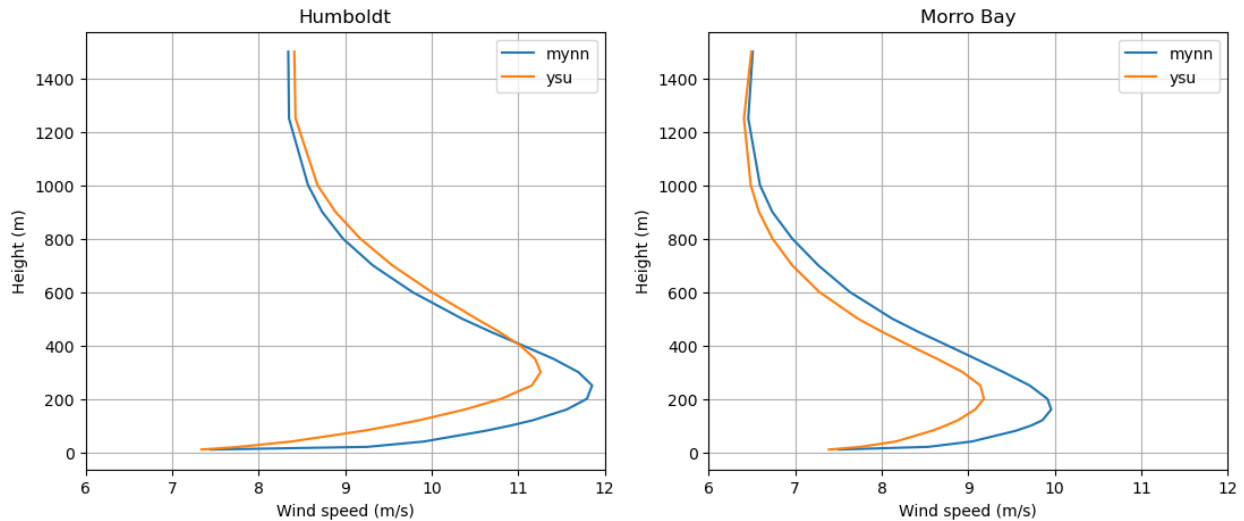 Humboldt
mynn
ysu
1400
1200
1000
800
600
400
200
0
Height (m)
6 7 8 9 10 11 12
Wind speed (m/s)
Morro Bay
mynn
ysu
1400
1200
1000
800
600
400
200
0
Height (m)
6 7 8 9 10 11 12
Wind speed (m/s)